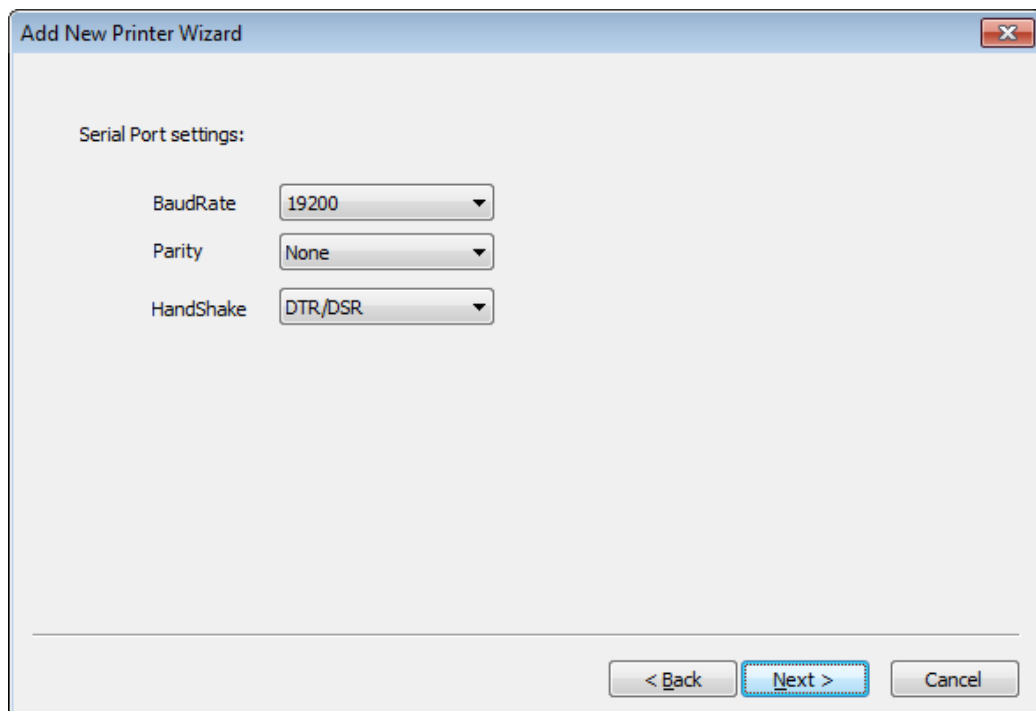 Add New Printer Wizard
Serial Port settings:
BaudRate 19200
Parity None
HandShake DTR/DSR
< Back Next > Cancel